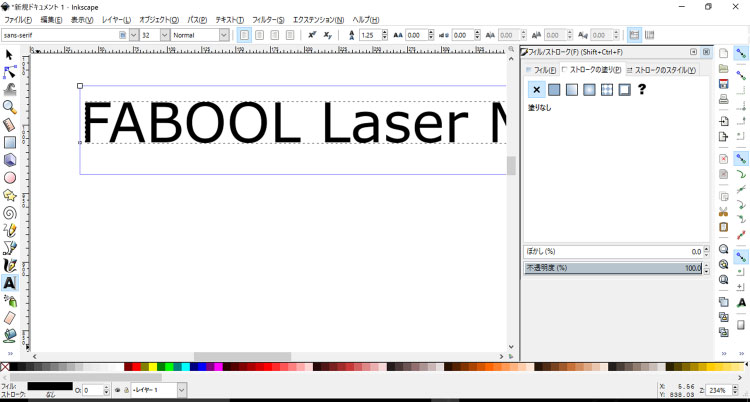 *新規ドキュメント 1 - Inkscape
ファイル(F) 編集(E) 表示(V) レイヤー(L) オブジェクト(O) パス(P) テキスト(T) フィルター(S) エクステンション(N) ヘルプ(H)
sans-serif 32 Normal 1.25 0.00 0.00 0.00 0.00 0.00
フィル/ストローク(F) (Shift+Ctrl+F)
フィル(F) ストロークの塗り(P) ストロークのスタイル(Y)
?
塗りなし
FABOOL Laser M
ぼかし(%) 0.0
不透明度(%) 100.0
フィル:
ストローク: なし
O: 0
•レイヤー 1
X: 5.56
Y: 838.03
Z: 234%